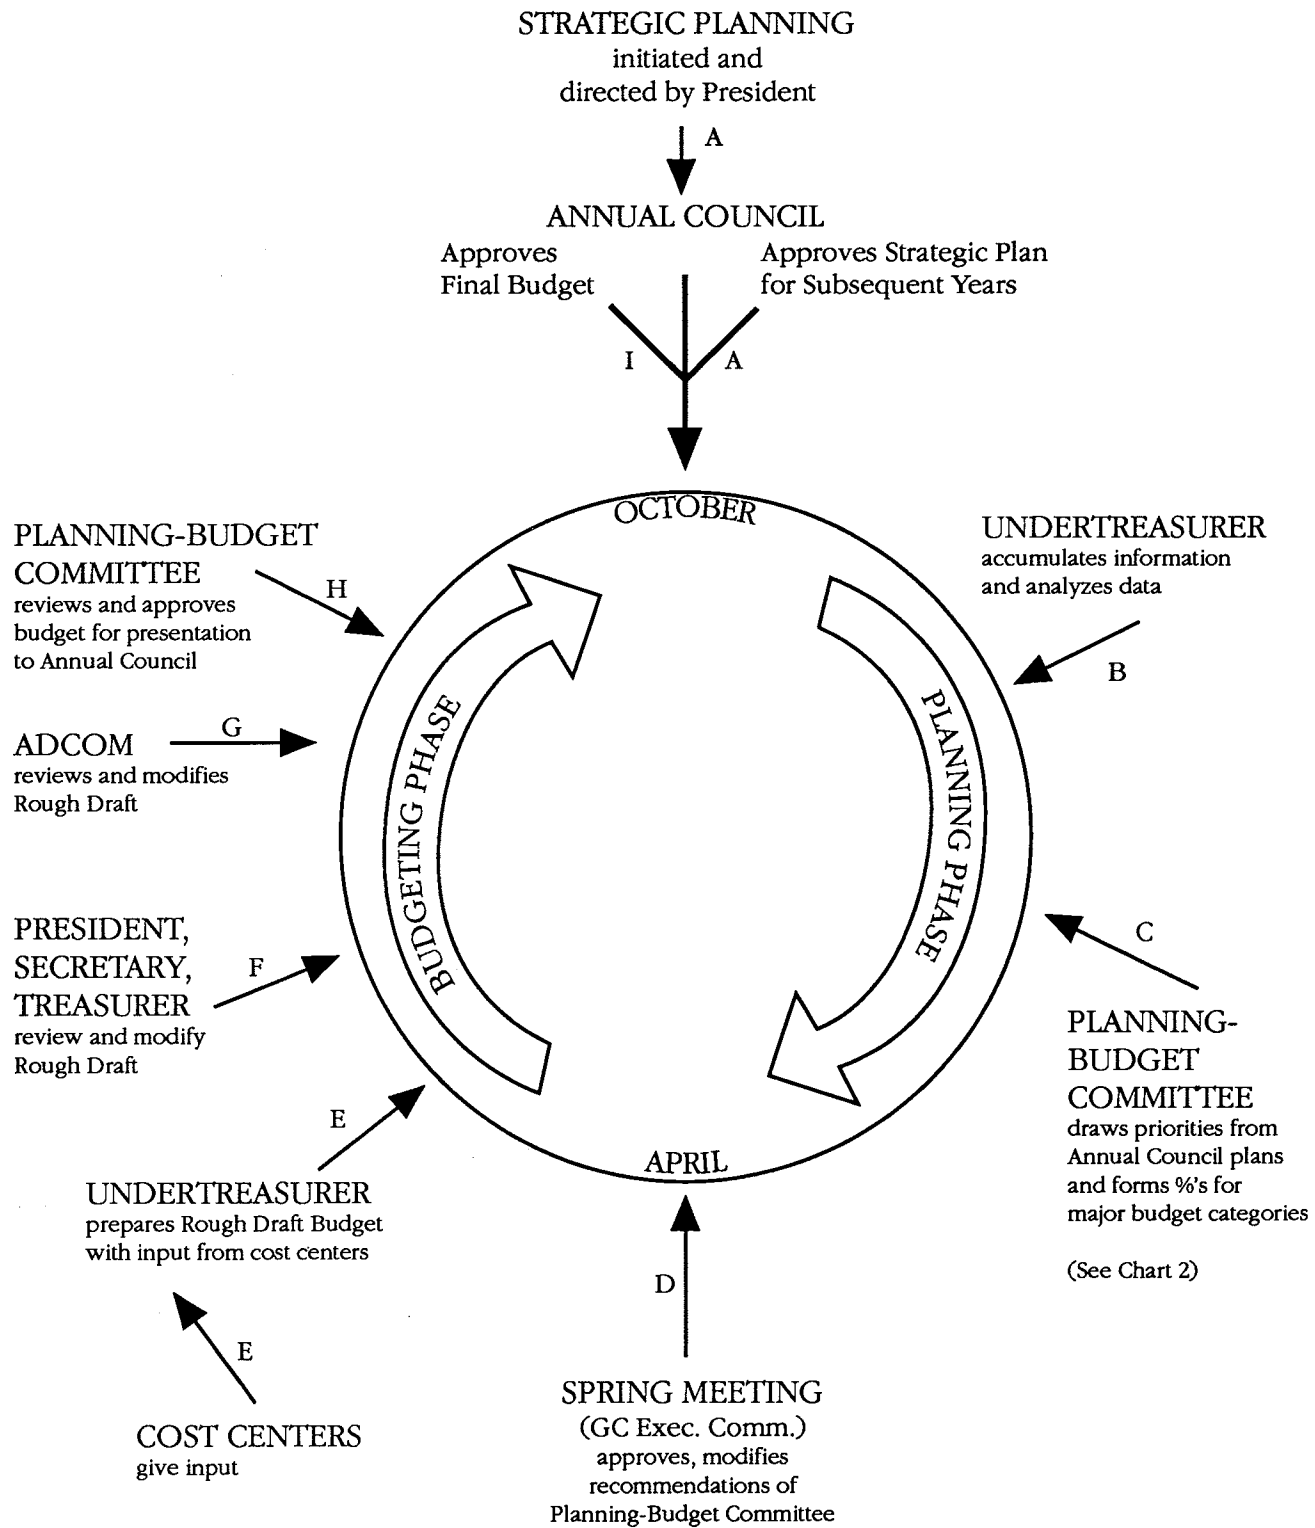 STRATEGIC PLANNING
initiated and
directed by President
A
ANNUAL COUNCIL
Approves
Final Budget
Approves Strategic Plan
for Subsequent Years
I
A
OCTOBER
PLANNING-BUDGET
COMMITTEE
reviews and approves
budget for presentation
to Annual Council
H
UNDERTREASURER
accumulates information
and analyzes data
B
ADCOM
reviews and modifies
Rough Draft
G
BUDGETING PHASE
PLANNING PHASE
PRESIDENT,
SECRETARY,
TREASURER
review and modify
Rough Draft
F
C
PLANNING-
BUDGET
COMMITTEE
draws priorities from
Annual Council plans
and forms %'s for
major budget categories
(See Chart 2)
E
APRIL
UNDERTREASURER
prepares Rough Draft Budget
with input from cost centers
D
E
COST CENTERS
give input
SPRING MEETING
(GC Exec. Comm.)
approves, modifies
recommendations of
Planning-Budget Committee